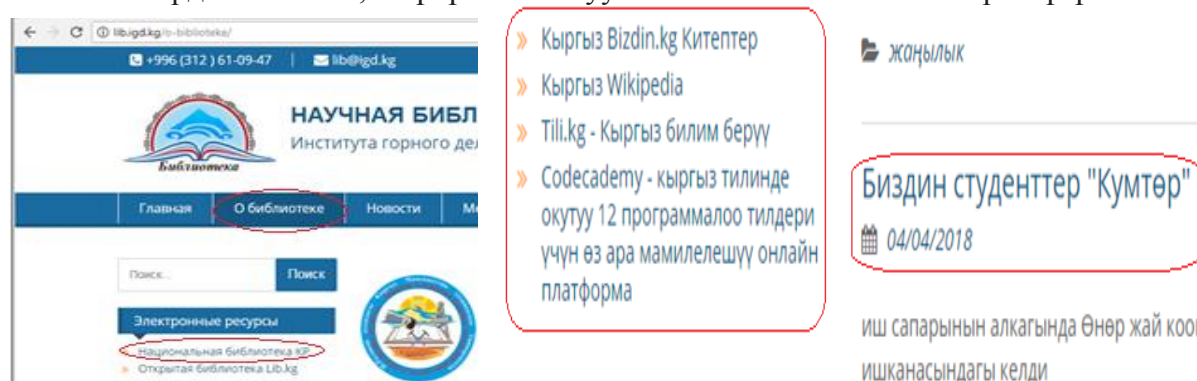 lib.igd.kg/o-biblioteke/
+996 (312 ) 61-09-47 | lib@igd.kg
НАУЧНАЯ БИБЛ
Института горного де
Библиотека
Главная О библиотеке Новости М
Поиск... Поиск
Электронные ресурсы
Национальная библиотека КР
» Открытая библиотека Lib.kg
» Кыргыз Bizdin.kg Китептер
» Кыргыз Wikipedia
» Tili.kg - Кыргыз билим берүү
» Codecademy - кыргыз тилинде
окутуу 12 программалоо тилдери
үчүн өз ара мамилелешүү онлайн
платформа
жаңылык
Биздин студенттер "Кумтөр"
04/04/2018
иш сапарынын алкагында Өнөр жай кооп
ишканасындагы келди